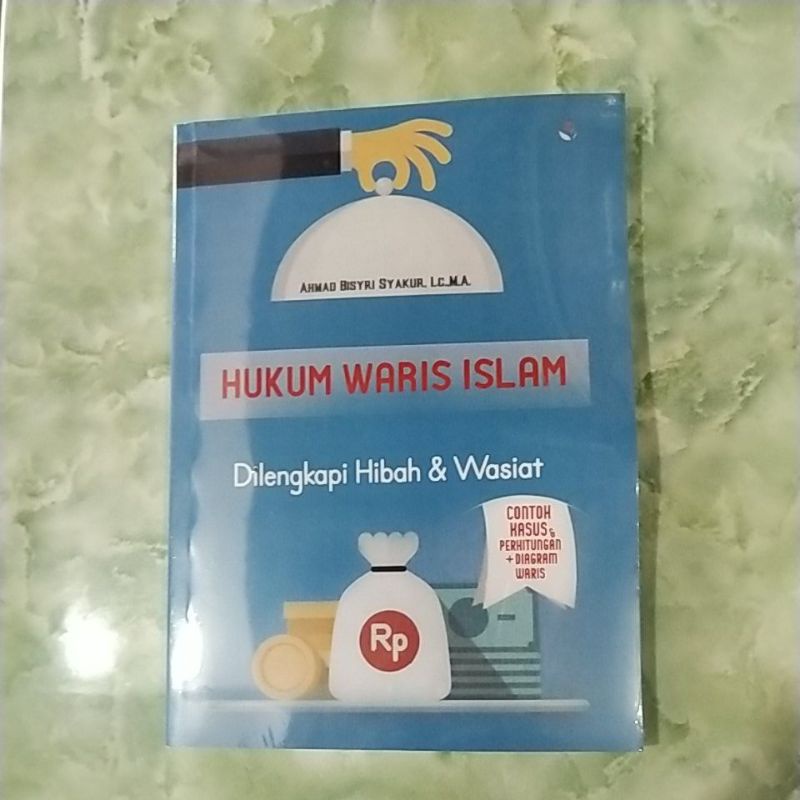 AHMAD BISYRI SYAKUR, LC.,M.A.
HUKUM WARIS ISLAM
Dilengkapi Hibah & Wasiat
CONTOH
KASUS &
PERHITUNGAN
+ DIAGRAM
WARIS
Rp